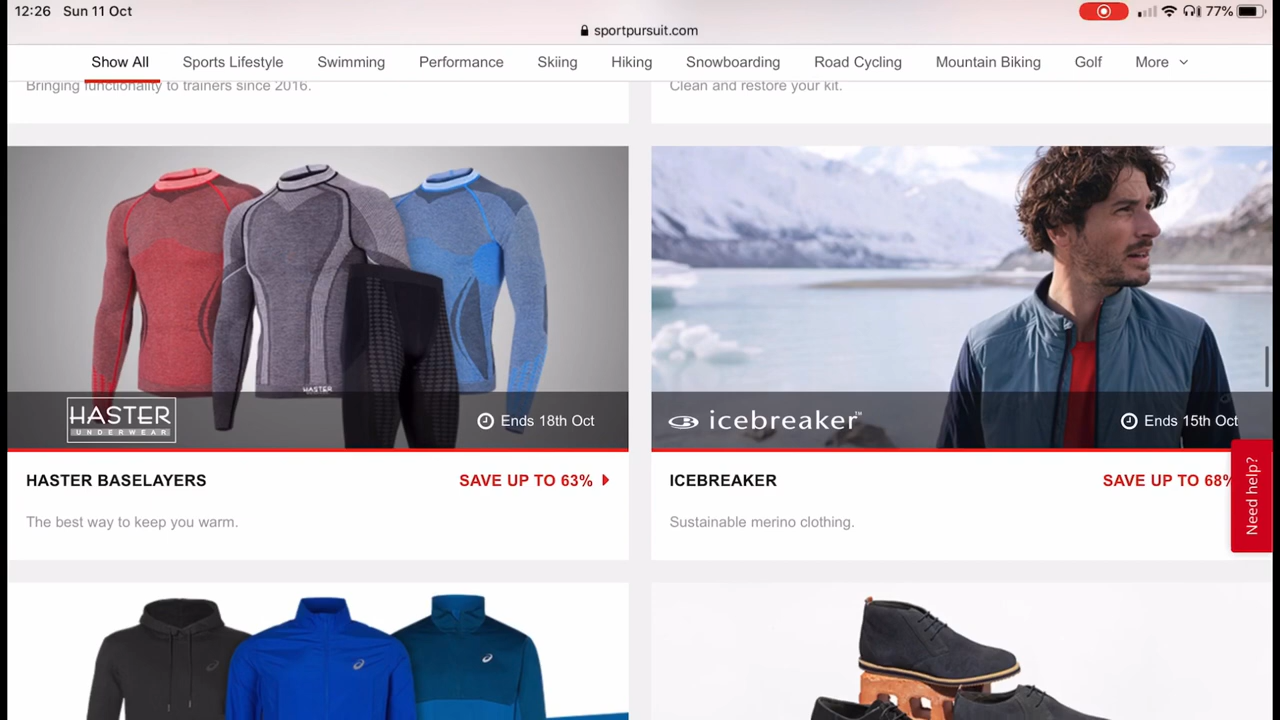 12:26 Sun 11 Oct
77%
sportpursuit.com
Show All Sports Lifestyle Swimming Performance Skiing Hiking Snowboarding Road Cycling Mountain Biking Golf More
Bringing functionality to trainers since 2016.
Clean and restore your kit.
HASTER
HASTER
UNDERWEAR
Ends 18th Oct
icebreaker™
Ends 15th Oct
HASTER BASELAYERS
SAVE UP TO 63%
The best way to keep you warm.
ICEBREAKER
SAVE UP TO 68%
Sustainable merino clothing.
Need help?